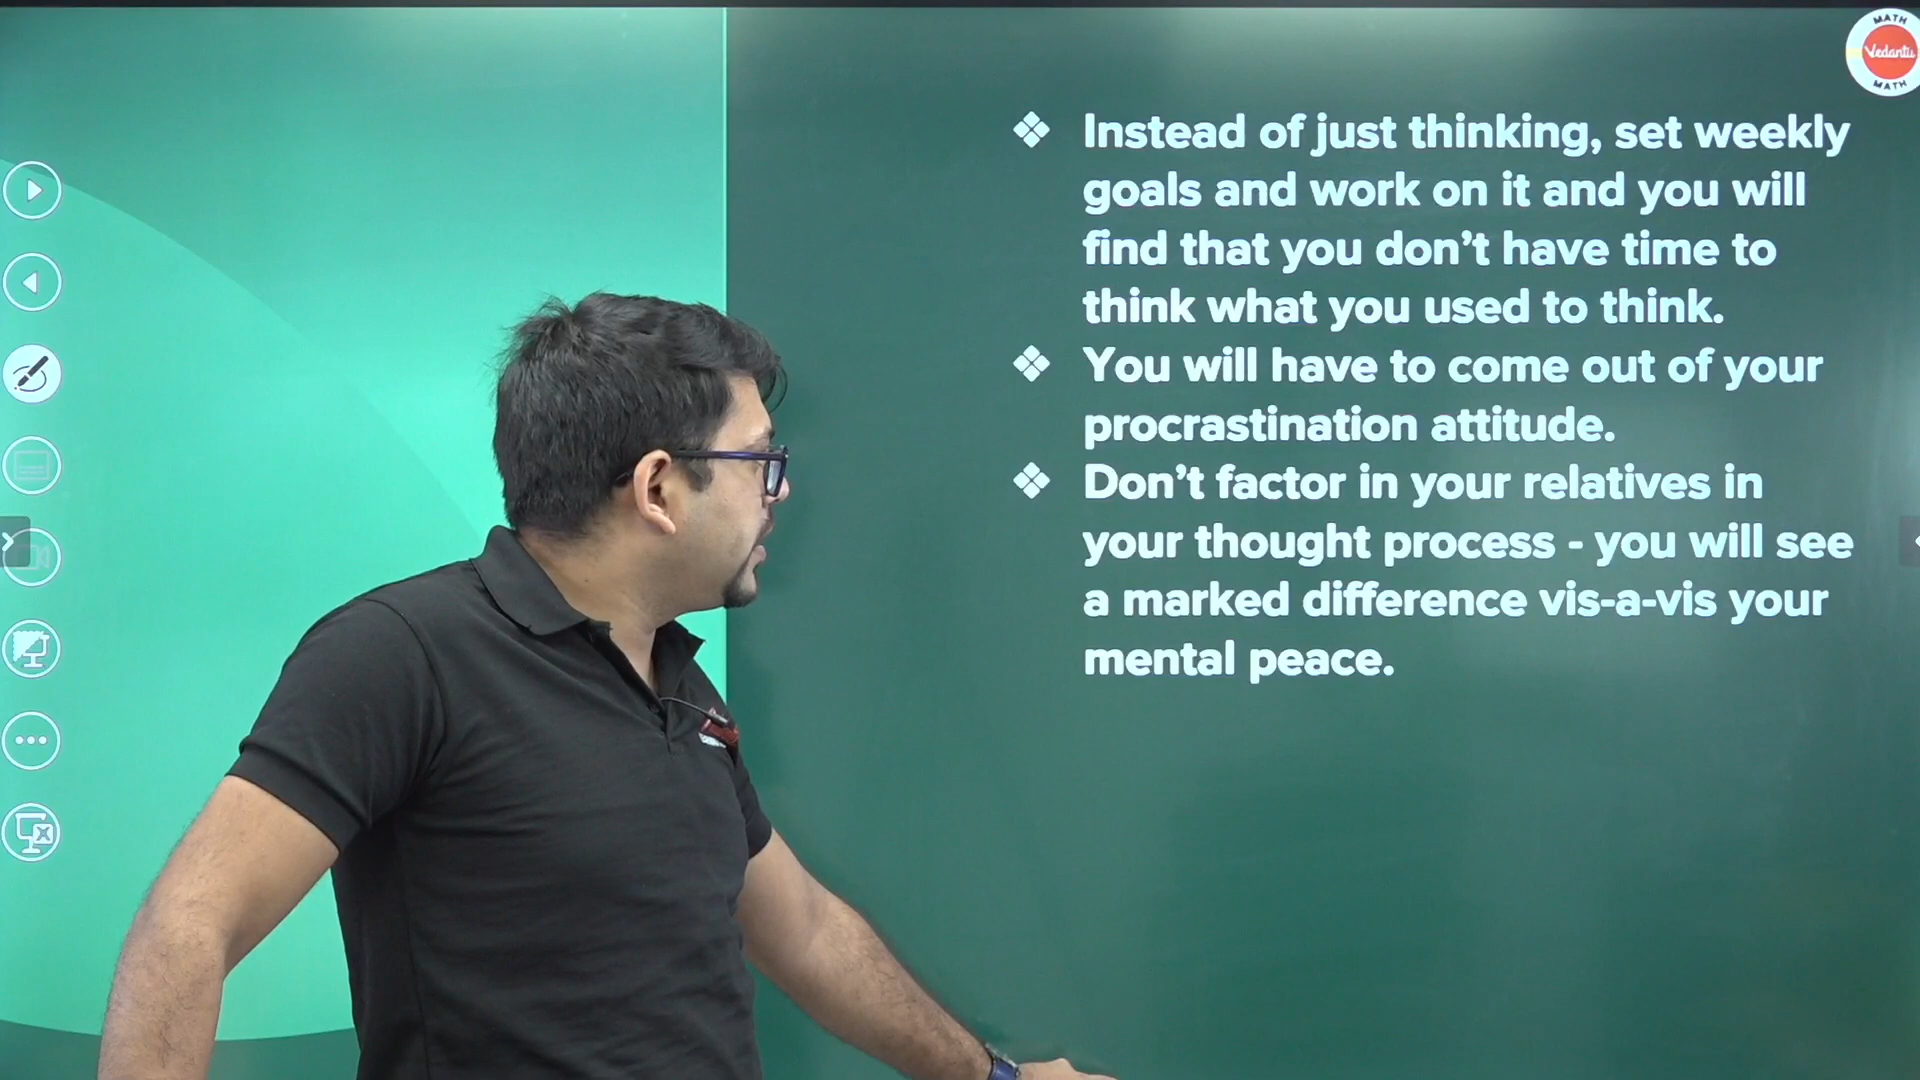 MATH
Vedantu
MATH
❖ Instead of just thinking, set weekly
goals and work on it and you will
find that you don’t have time to
think what you used to think.
❖ You will have to come out of your
procrastination attitude.
❖ Don’t factor in your relatives in
your thought process - you will see
a marked difference vis-a-vis your
mental peace.